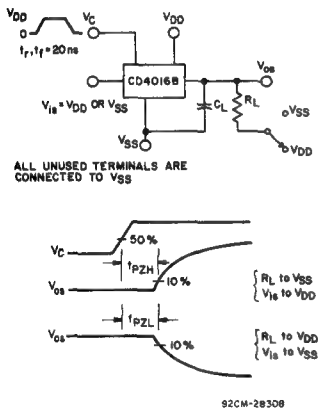 VDD
0
tr, tf = 20 ns
VC
VDD
CD4016B
Vos
Vis = VDD OR VSS
CL
RL
VSS
VDD
VSS
ALL UNUSED TERMINALS ARE
CONNECTED TO VSS
VC
50%
tPZH
Vos
10%
RL to VSS
Vis to VDD
tPZL
Vos
10%
RL to VDD
Vis to VSS
92CM-28308